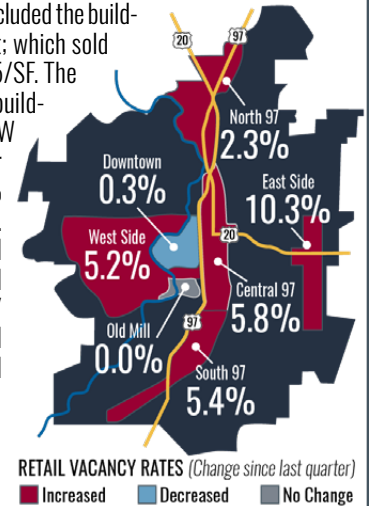 cluded the build-
; which sold
/SF. The
build-
W
20
97
North 97
2.3%
Downtown
0.3%
East Side
10.3%
West Side
5.2%
20
Central 97
5.8%
Old Mill
0.0%
97
South 97
5.4%
RETAIL VACANCY RATES (Change since last quarter)
Increased
Decreased
No Change